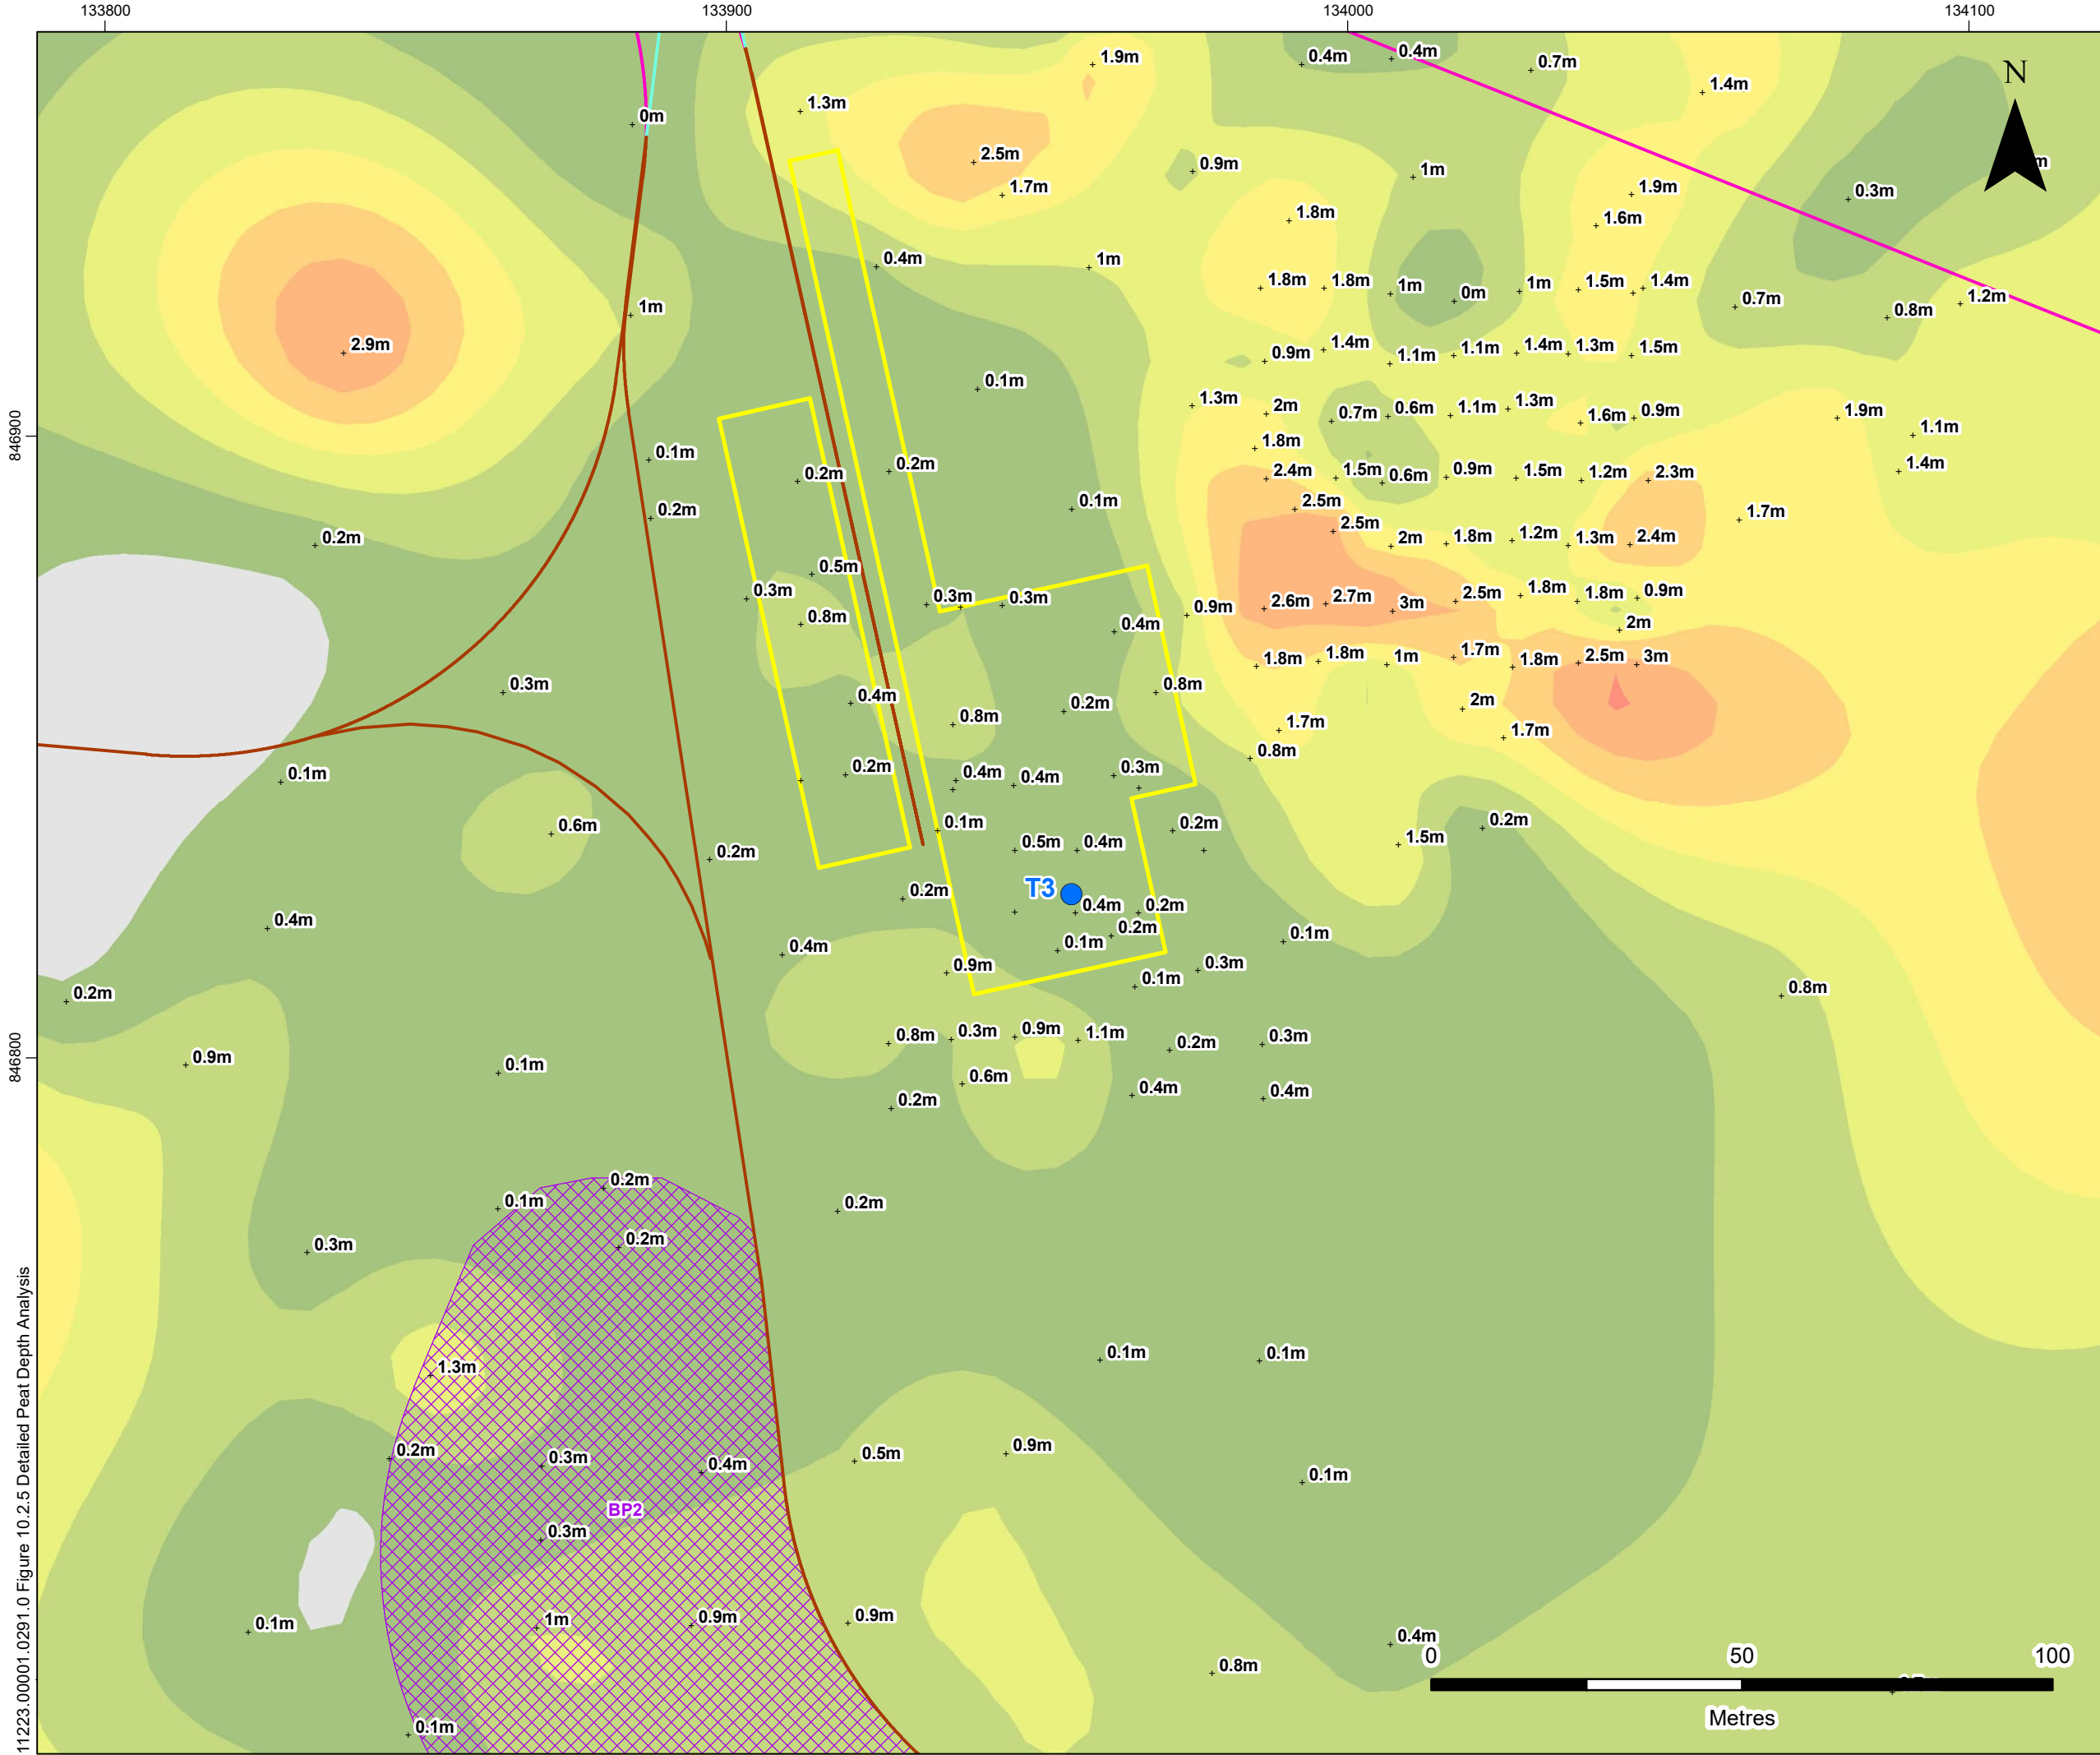 133800 133900 134000 134100
N
1.9m 0.4m 0.4m 0.7m
1.4m
1.3m
0m
2.5m 0.9m 1m m
1.7m 1.9m 0.3m
1.8m 1.6m
0.4m 1m
1.8m 1.8m 1m 0m 1m 1.5m 1.4m
0.7m 0.8m 1.2m
1m
2.9m
0.9m 1.4m 1.1m 1.1m 1.4m 1.3m 1.5m
0.1m
1.3m 2m 0.7m 0.6m 1.1m 1.3m 1.6m 0.9m 1.9m
1.1m
846900
1.8m
0.1m 0.2m 0.2m 2.4m 1.5m 0.6m 0.9m 1.5m 1.2m 2.3m 1.4m
0.2m 0.1m 2.5m 1.7m
0.2m 2.5m 2m 1.8m 1.2m 1.3m 2.4m
0.5m
0.3m 0.3m 0.3m 0.9m 2.6m 2.7m 3m 2.5m 1.8m 1.8m 0.9m
0.8m 0.4m 2m
1.8m 1.8m 1m 1.7m 1.8m 2.5m 3m
0.3m 0.4m 0.2m 0.8m 2m
0.8m 1.7m 1.7m
0.8m
0.1m 0.2m 0.4m 0.4m 0.3m
0.6m 0.1m 0.2m 0.2m
0.2m 0.5m 0.4m 1.5m
T3
0.2m 0.4m 0.2m
0.4m 0.2m
0.4m 0.1m 0.1m
0.9m 0.3m
0.2m 0.1m 0.8m
0.8m 0.3m 0.9m 1.1m 0.2m 0.3m
846800
0.9m 0.1m 0.6m
0.2m 0.4m 0.4m
0.2m
0.1m 0.2m
0.3m 0.2m
1.3m 0.1m 0.1m
0.2m 0.3m 0.4m 0.5m 0.9m
0.1m
BP2
0.3m
0.1m 1m 0.9m 0.9m 0.4m
0.8m
0.1m
0 50 100
Metres
11223.00001.0291.0 Figure 10.2.5 Detailed Peat Depth Analysis